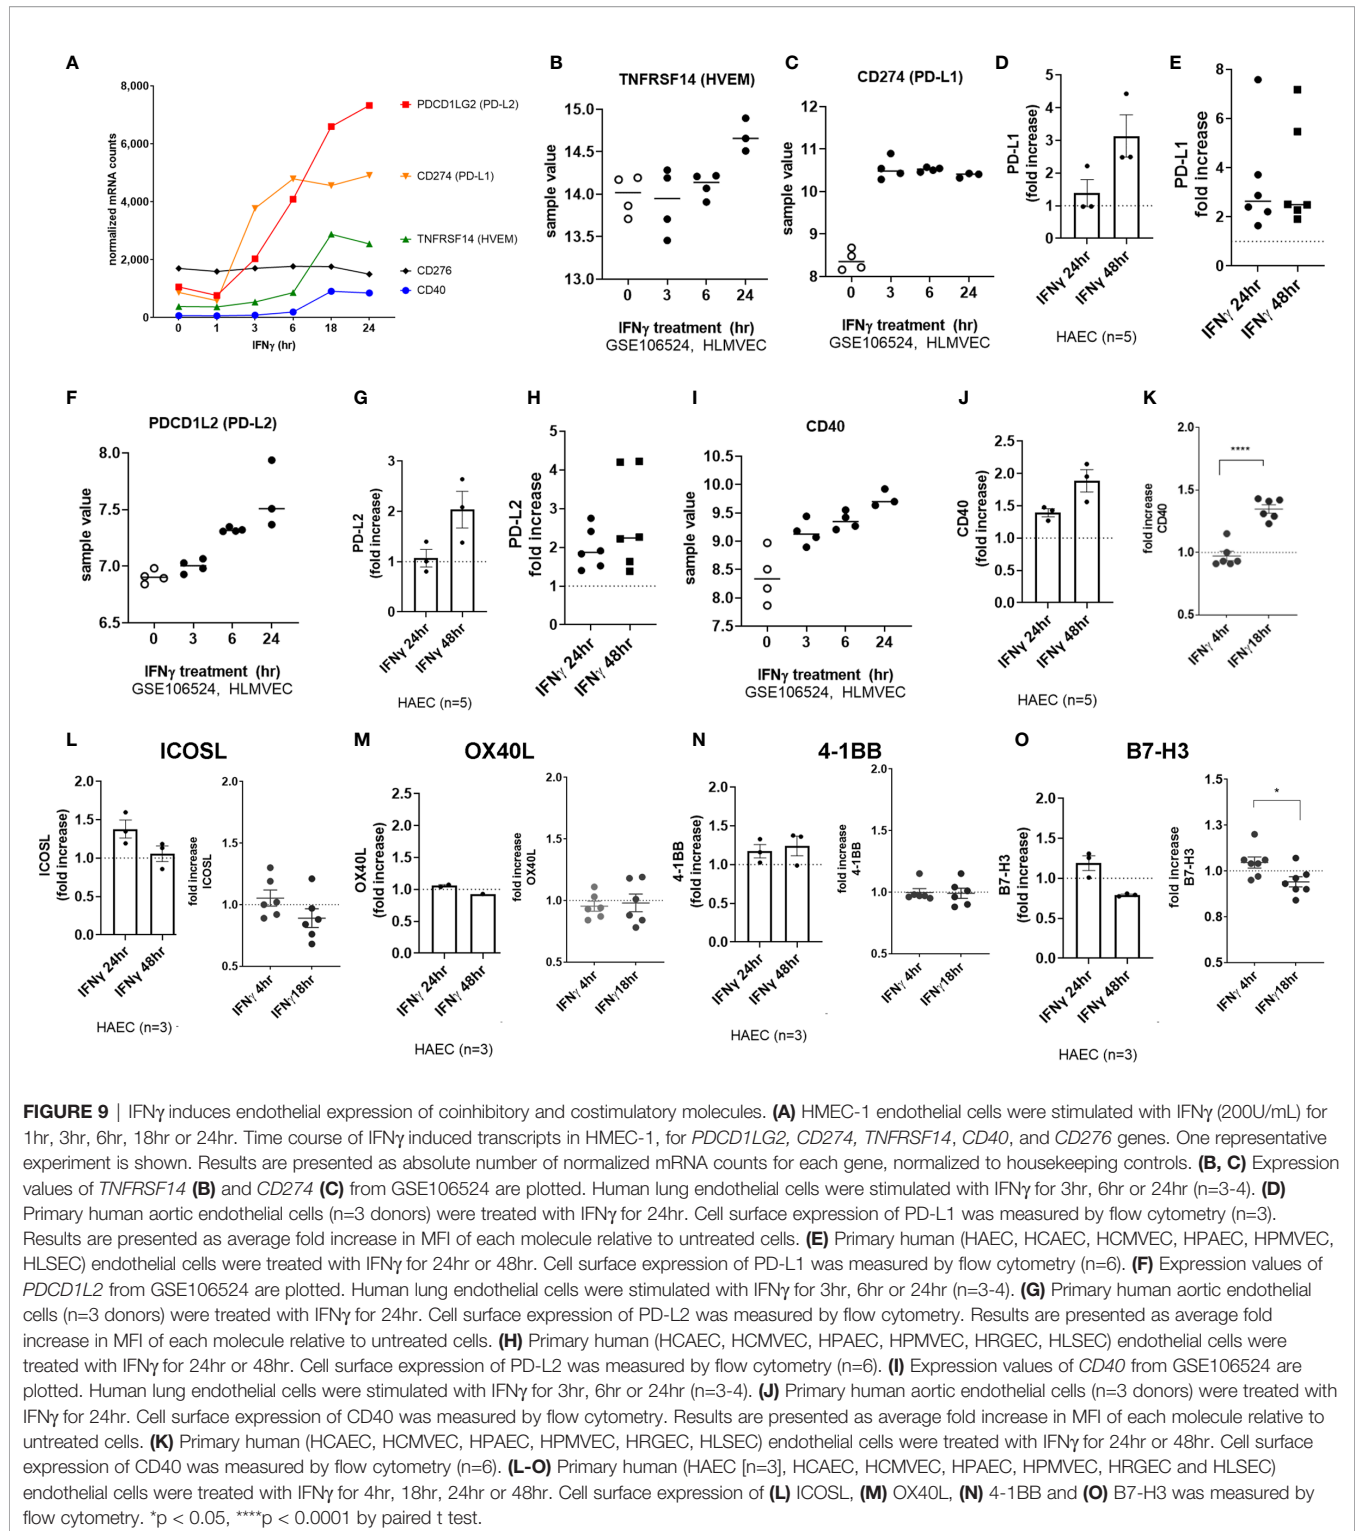 A
8,000
6,000
4,000
2,000
0
normalized mRNA counts
0 1 3 6 18 24
IFNγ (hr)
PDCD1LG2 (PD-L2)
CD274 (PD-L1)
TNFRSF14 (HVEM)
CD276
CD40
B
TNFRSF14 (HVEM)
15.0
14.5
14.0
13.5
13.0
sample value
0 3 6 24
IFNγ treatment (hr)
GSE106524, HLMVEC
C
CD274 (PD-L1)
12
11
10
9
8
sample value
0 3 6 24
IFNγ treatment (hr)
GSE106524, HLMVEC
D
5
4
3
2
1
0
PD-L1
(fold increase)
IFNγ 24hr
IFNγ 48hr
HAEC (n=5)
E
8
6
4
2
0
PD-L1
fold increase
IFNγ 24hr
IFNγ 48hr
F
PDCD1L2 (PD-L2)
8.0
7.5
7.0
6.5
sample value
0 3 6 24
IFNγ treatment (hr)
GSE106524, HLMVEC
G
3
2
1
0
PD-L2
(fold increase)
IFNγ 24hr
IFNγ 48hr
HAEC (n=5)
H
5
4
3
2
1
0
PD-L2
fold increase
IFNγ 24hr
IFNγ 48hr
I
CD40
10.5
10.0
9.5
9.0
8.5
8.0
7.5
sample value
0 3 6 24
IFNγ treatment (hr)
GSE106524, HLMVEC
J
2.5
2.0
1.5
1.0
0.5
0.0
CD40
(fold increase)
IFNγ 24hr
IFNγ 48hr
HAEC (n=5)
K
2.0
1.5
1.0
0.5
fold increase
CD40
****
IFNγ 4hr
IFNγ18hr
L
ICOSL
2.0
1.5
1.0
0.5
0.0
ICOSL
(fold increase)
IFNγ 24hr
IFNγ 48hr
HAEC (n=3)
2.0
1.5
1.0
0.5
fold increase
ICOSL
IFNγ 4hr
IFNγ18hr
M
OX40L
2.5
2.0
1.5
1.0
0.5
0.0
OX40L
(fold increase)
IFNγ 24hr
IFNγ 48hr
HAEC (n=3)
2.0
1.5
1.0
0.5
fold increase
OX40L
IFNγ 4hr
IFNγ18hr
N
4-1BB
2.0
1.5
1.0
0.5
0.0
4-1BB
(fold increase)
IFNγ 24hr
IFNγ 48hr
HAEC (n=3)
2.0
1.5
1.0
0.5
fold increase
4-1BB
IFNγ 4hr
IFNγ18hr
O
B7-H3
2.0
1.5
1.0
0.5
0.0
B7-H3
(fold increase)
IFNγ 24hr
IFNγ 48hr
HAEC (n=3)
1.5
1.3
1.0
0.8
0.5
fold increase
B7-H3
*
IFNγ 4hr
IFNγ18hr
FIGURE 9 | IFNγ induces endothelial expression of coinhibitory and costimulatory molecules. (A) HMEC-1 endothelial cells were stimulated with IFNγ (200U/mL) for
1hr, 3hr, 6hr, 18hr or 24hr. Time course of IFNγ induced transcripts in HMEC-1, for PDCD1LG2, CD274, TNFRSF14, CD40, and CD276 genes. One representative
experiment is shown. Results are presented as absolute number of normalized mRNA counts for each gene, normalized to housekeeping controls. (B, C) Expression
values of TNFRSF14 (B) and CD274 (C) from GSE106524 are plotted. Human lung endothelial cells were stimulated with IFNγ for 3hr, 6hr or 24hr (n=3-4). (D)
Primary human aortic endothelial cells (n=3 donors) were treated with IFNγ for 24hr. Cell surface expression of PD-L1 was measured by flow cytometry (n=3).
Results are presented as average fold increase in MFI of each molecule relative to untreated cells. (E) Primary human (HAEC, HCAEC, HCMVEC, HPAEC, HPMVEC,
HLSEC) endothelial cells were treated with IFNγ for 24hr or 48hr. Cell surface expression of PD-L1 was measured by flow cytometry (n=6). (F) Expression values of
PDCD1L2 from GSE106524 are plotted. Human lung endothelial cells were stimulated with IFNγ for 3hr, 6hr or 24hr (n=3-4). (G) Primary human aortic endothelial
cells (n=3 donors) were treated with IFNγ for 24hr. Cell surface expression of PD-L2 was measured by flow cytometry. Results are presented as average fold
increase in MFI of each molecule relative to untreated cells. (H) Primary human (HCAEC, HCMVEC, HPAEC, HPMVEC, HRGEC, HLSEC) endothelial cells were
treated with IFNγ for 24hr or 48hr. Cell surface expression of PD-L2 was measured by flow cytometry (n=6). (I) Expression values of CD40 from GSE106524 are
plotted. Human lung endothelial cells were stimulated with IFNγ for 3hr, 6hr or 24hr (n=3-4). (J) Primary human aortic endothelial cells (n=3 donors) were treated with
IFNγ for 24hr. Cell surface expression of CD40 was measured by flow cytometry. Results are presented as average fold increase in MFI of each molecule relative to
untreated cells. (K) Primary human (HCAEC, HCMVEC, HPAEC, HPMVEC, HRGEC, HLSEC) endothelial cells were treated with IFNγ for 24hr or 48hr. Cell surface
expression of CD40 was measured by flow cytometry (n=6). (L-O) Primary human (HAEC [n=3], HCAEC, HCMVEC, HPAEC, HPMVEC, HRGEC and HLSEC)
endothelial cells were treated with IFNγ for 4hr, 18hr, 24hr or 48hr. Cell surface expression of (L) ICOSL, (M) OX40L, (N) 4-1BB and (O) B7-H3 was measured by
flow cytometry. *p < 0.05, ****p < 0.0001 by paired t test.